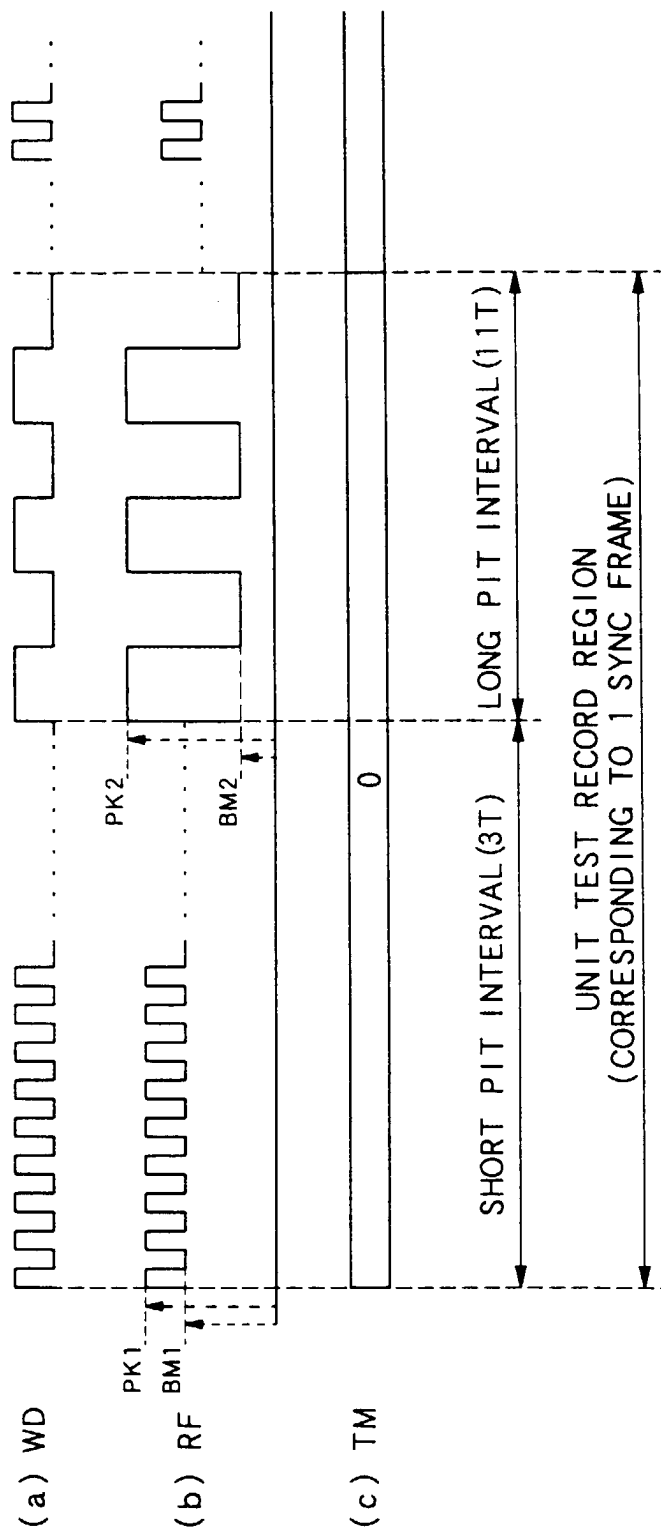 (a) WD
PK1
BM1
(b) RF
PK2
BM2
(c) TM
0
SHORT PIT INTERVAL(3T)
LONG PIT INTERVAL(11T)
UNIT TEST RECORD REGION
(CORRESPONDING TO 1 SYNC FRAME)